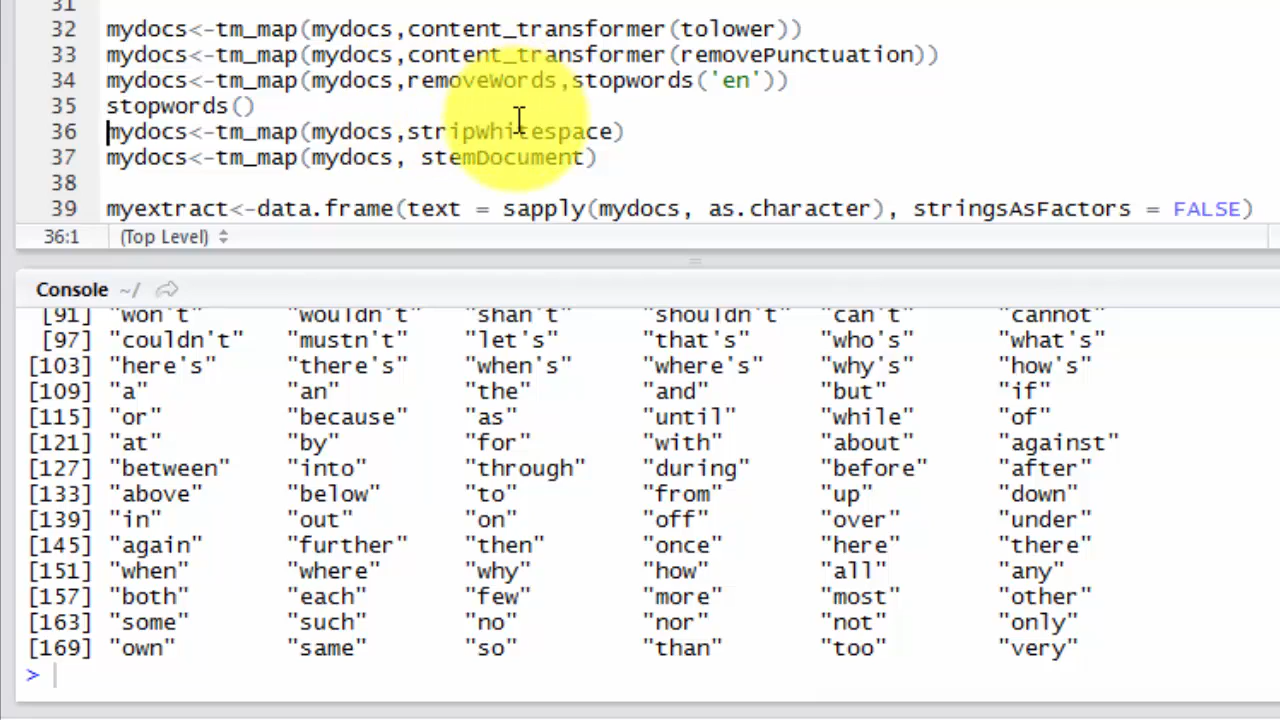 31
32 mydocs<-tm_map(mydocs,content_transformer(tolower))
33 mydocs<-tm_map(mydocs,content_transformer(removePunctuation))
34 mydocs<-tm_map(mydocs,removeWords,stopwords('en'))
35 stopwords()
36 mydocs<-tm_map(mydocs,stripWhitespace)
37 mydocs<-tm_map(mydocs, stemDocument)
38
39 myextract<-data.frame(text = sapply(mydocs, as.character), stringsAsFactors = FALSE)
36:1 (Top Level)
Console ~/
[91] "won't" "wouldn't" "shan't" "shouldn't" "can't" "cannot"
[97] "couldn't" "mustn't" "let's" "that's" "who's" "what's"
[103] "here's" "there's" "when's" "where's" "why's" "how's"
[109] "a" "an" "the" "and" "but" "if"
[115] "or" "because" "as" "until" "while" "of"
[121] "at" "by" "for" "with" "about" "against"
[127] "between" "into" "through" "during" "before" "after"
[133] "above" "below" "to" "from" "up" "down"
[139] "in" "out" "on" "off" "over" "under"
[145] "again" "further" "then" "once" "here" "there"
[151] "when" "where" "why" "how" "all" "any"
[157] "both" "each" "few" "more" "most" "other"
[163] "some" "such" "no" "nor" "not" "only"
[169] "own" "same" "so" "than" "too" "very"
>